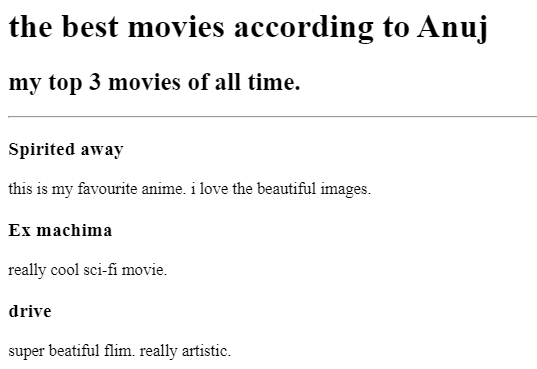 the best movies according to Anuj
my top 3 movies of all time.
Spirited away
this is my favourite anime. i love the beautiful images.
Ex machima
really cool sci-fi movie.
drive
super beatiful flim. really artistic.